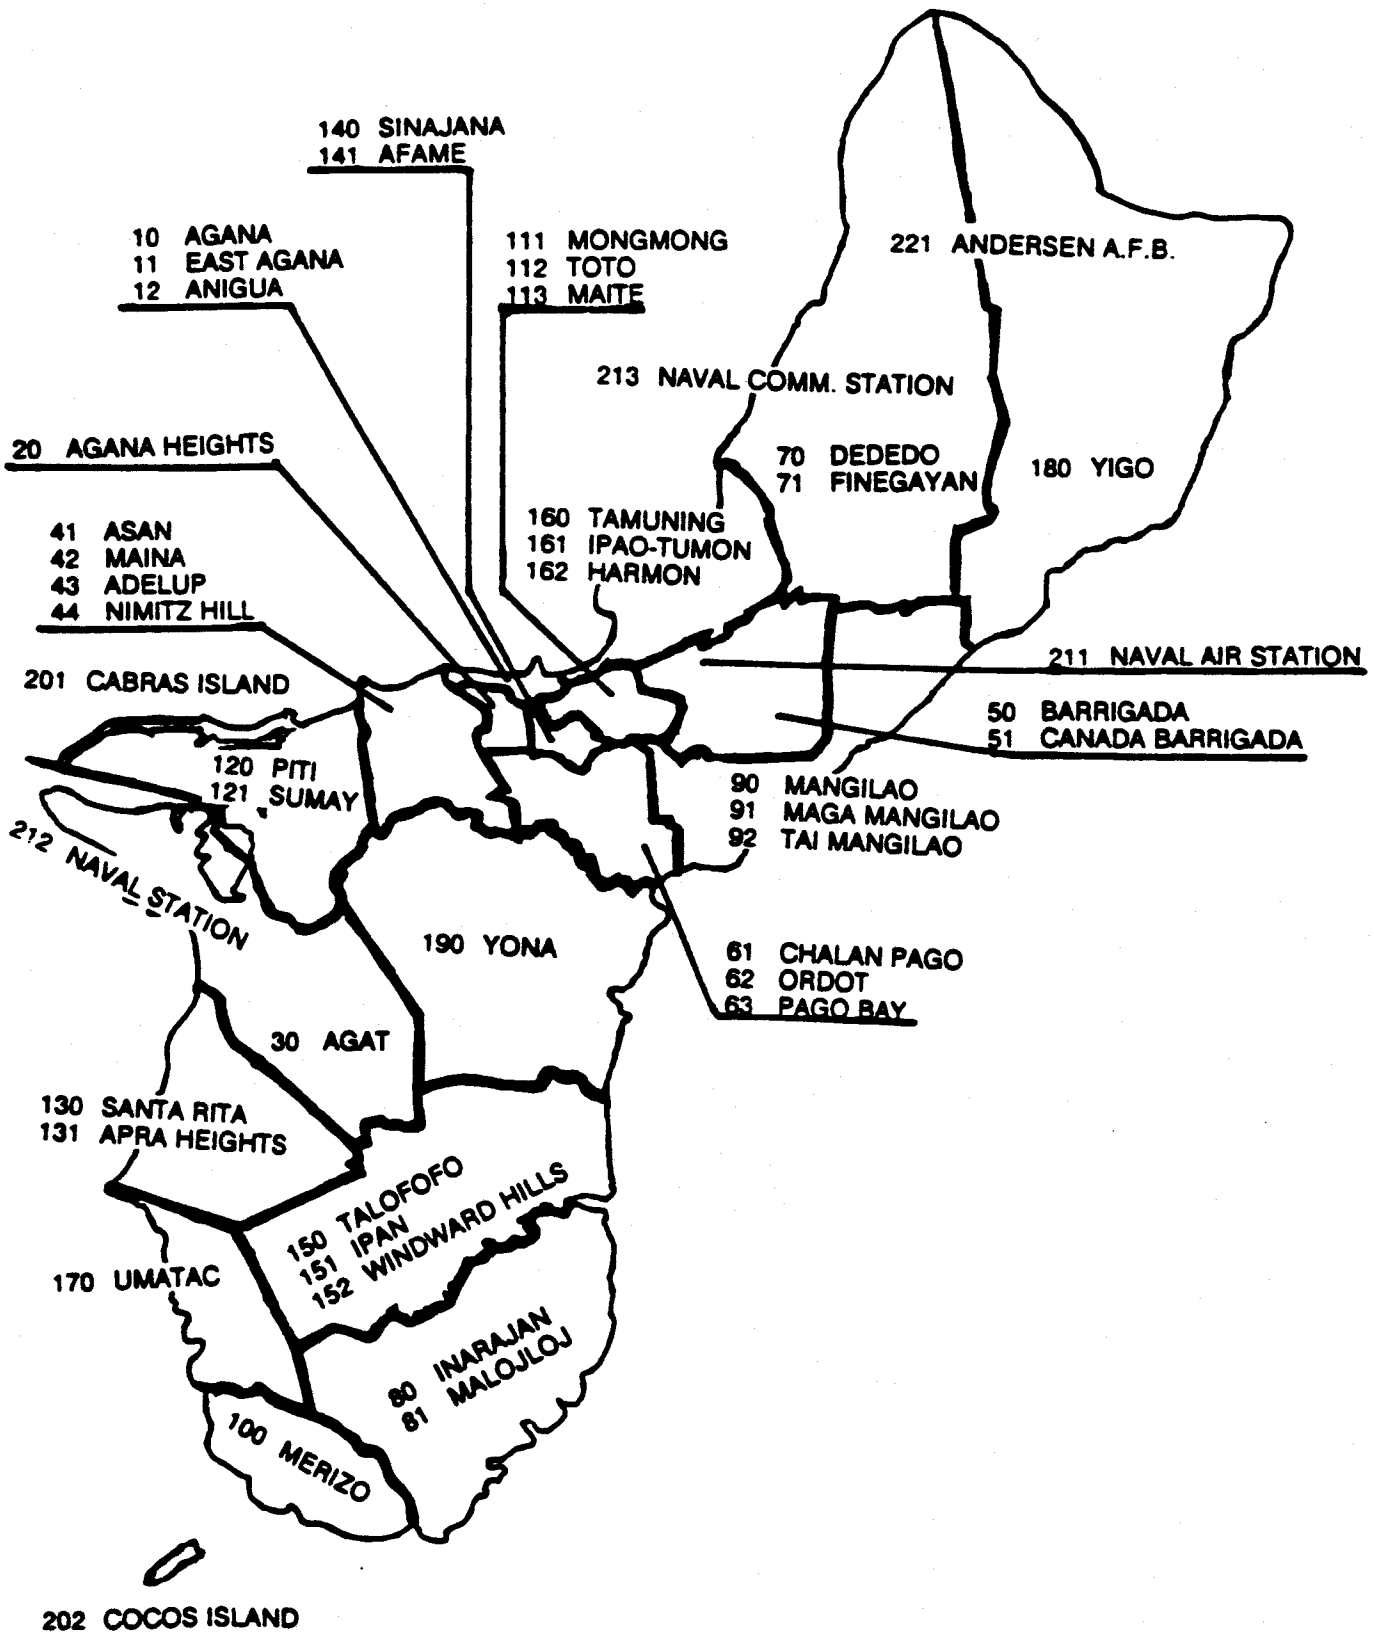 140 SINAJANA
141 AFAME
10 AGANA
11 EAST AGANA
12 ANIGUA
111 MONGMONG
112 TOTO
113 MAITE
221 ANDERSEN A.F.B.
213 NAVAL COMM. STATION
20 AGANA HEIGHTS
70 DEDEDO
71 FINEGAYAN
180 YIGO
41 ASAN
42 MAINA
43 ADELUP
44 NIMITZ HILL
160 TAMUNING
161 IPAO-TUMON
162 HARMON
201 CABRAS ISLAND
211 NAVAL AIR STATION
50 BARRIGADA
51 CANADA BARRIGADA
120 PITI
121 SUMAY
90 MANGILAO
91 MAGA MANGILAO
92 TAI MANGILAO
212 NAVAL STATION
190 YONA
61 CHALAN PAGO
62 ORDOT
63 PAGO BAY
30 AGAT
130 SANTA RITA
131 APRA HEIGHTS
150 TALOFOFO
151 IPAN
152 WINDWARD HILLS
170 UMATAC
80 INARAJAN
81 MALOJLOJ
100 MERIZO
202 COCOS ISLAND